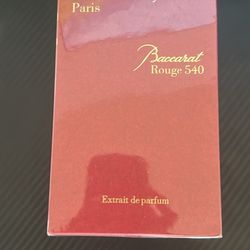 Paris
Baccarat
Rouge 540
Extrait de parfum